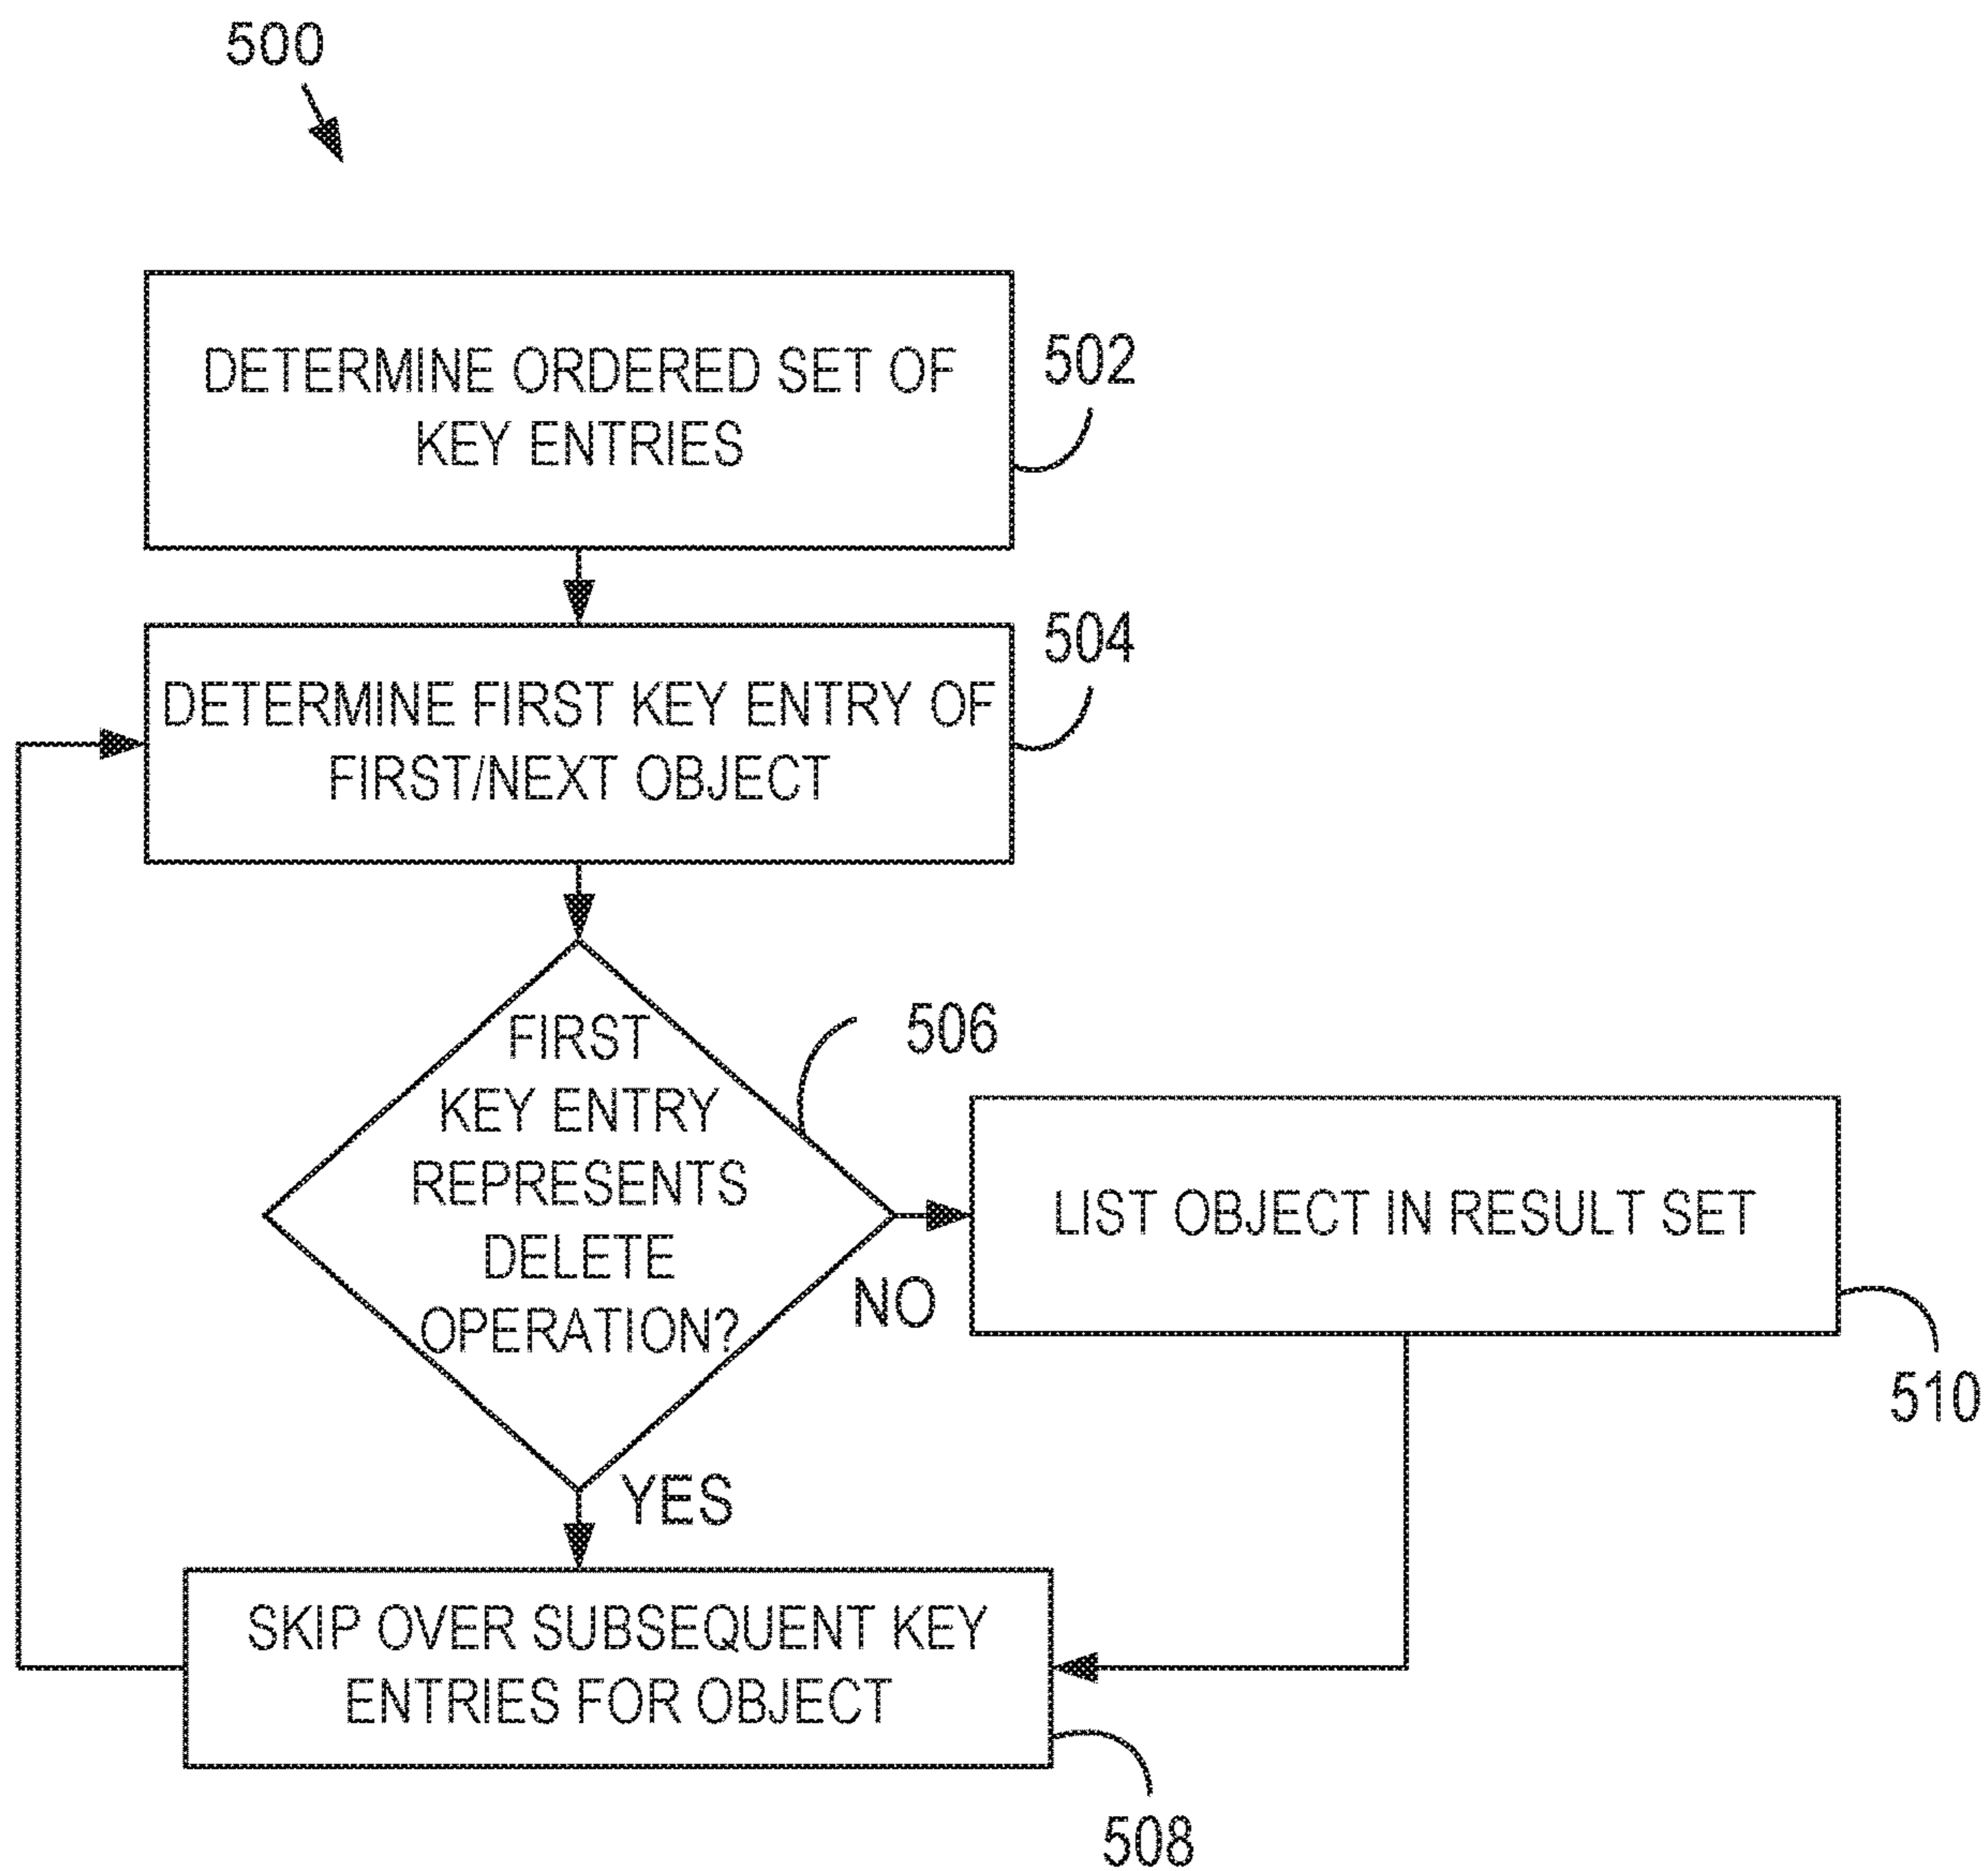 500
DETERMINE ORDERED SET OF
KEY ENTRIES
502
DETERMINE FIRST KEY ENTRY OF
FIRST/NEXT OBJECT
504
FIRST
KEY ENTRY
REPRESENTS
DELETE
OPERATION?
506
NO
LIST OBJECT IN RESULT SET
510
YES
SKIP OVER SUBSEQUENT KEY
ENTRIES FOR OBJECT
508